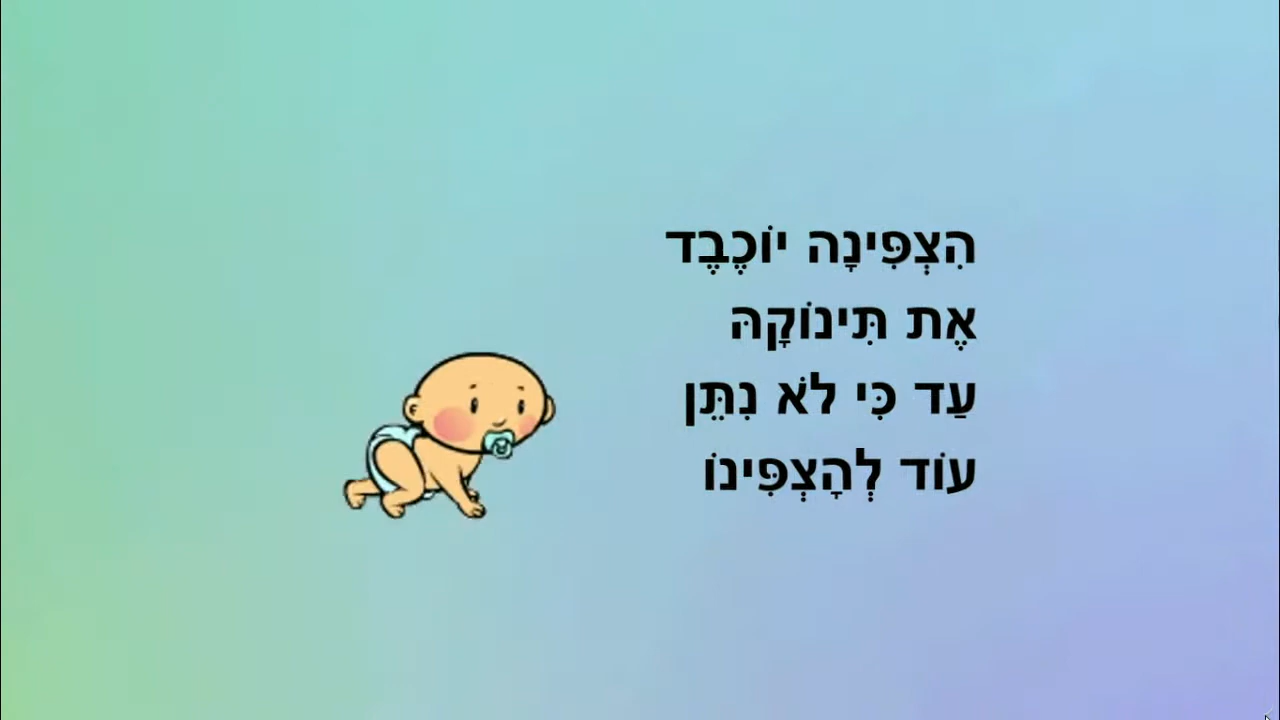 הִצְפִּינָה יוֹכֶבֶד
אֶת תִּינוֹקָהּ
עַד כִּי לֹא נִתֵּן
עוֹד לְהָצְפִּינוֹ